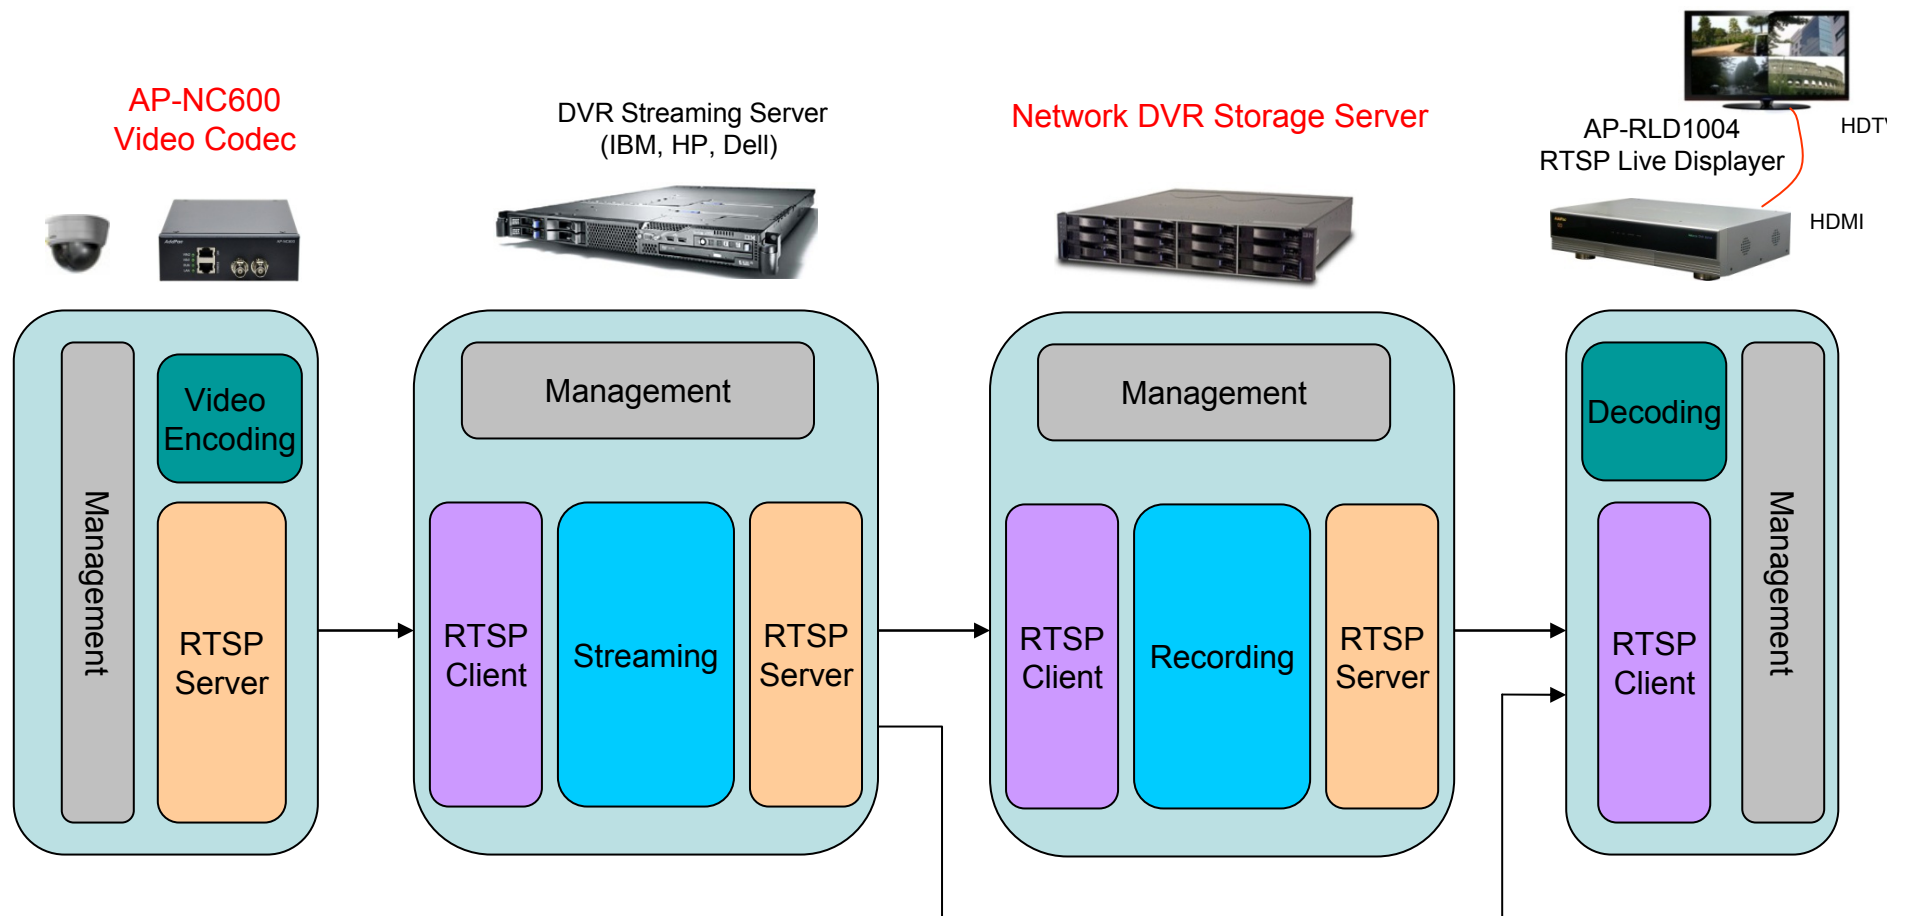 AP-NC600
Video Codec
DVR Streaming Server
(IBM, HP, Dell)
Network DVR Storage Server
AP-RLD1004
RTSP Live Displayer
HDTV
HDMI
Management
Video
Encoding
RTSP
Server
Management
RTSP
Client
Streaming
RTSP
Server
Management
RTSP
Client
Recording
RTSP
Server
Decoding
RTSP
Client
Management